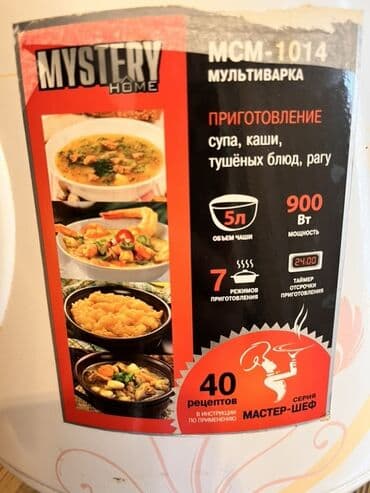 MYSTERY
HOME
MCM-1014
МУЛЬТИВАРКА
ПРИГОТОВЛЕНИЕ
супа, каши,
тушёных блюд, рагу
5л
ОБЪЕМ ЧАШИ
900
Вт
МОЩНОСТЬ
7
РЕЖИМОВ
ПРИГОТОВЛЕНИЯ
24:00
ТАЙМЕР
ОТСРОЧКИ
ПРИГОТОВЛЕНИЯ
40
рецептов
В ИНСТРУКЦИИ
ПО ПРИМЕНЕНИЮ
СЕРИЯ
МАСТЕР-ШЕФ